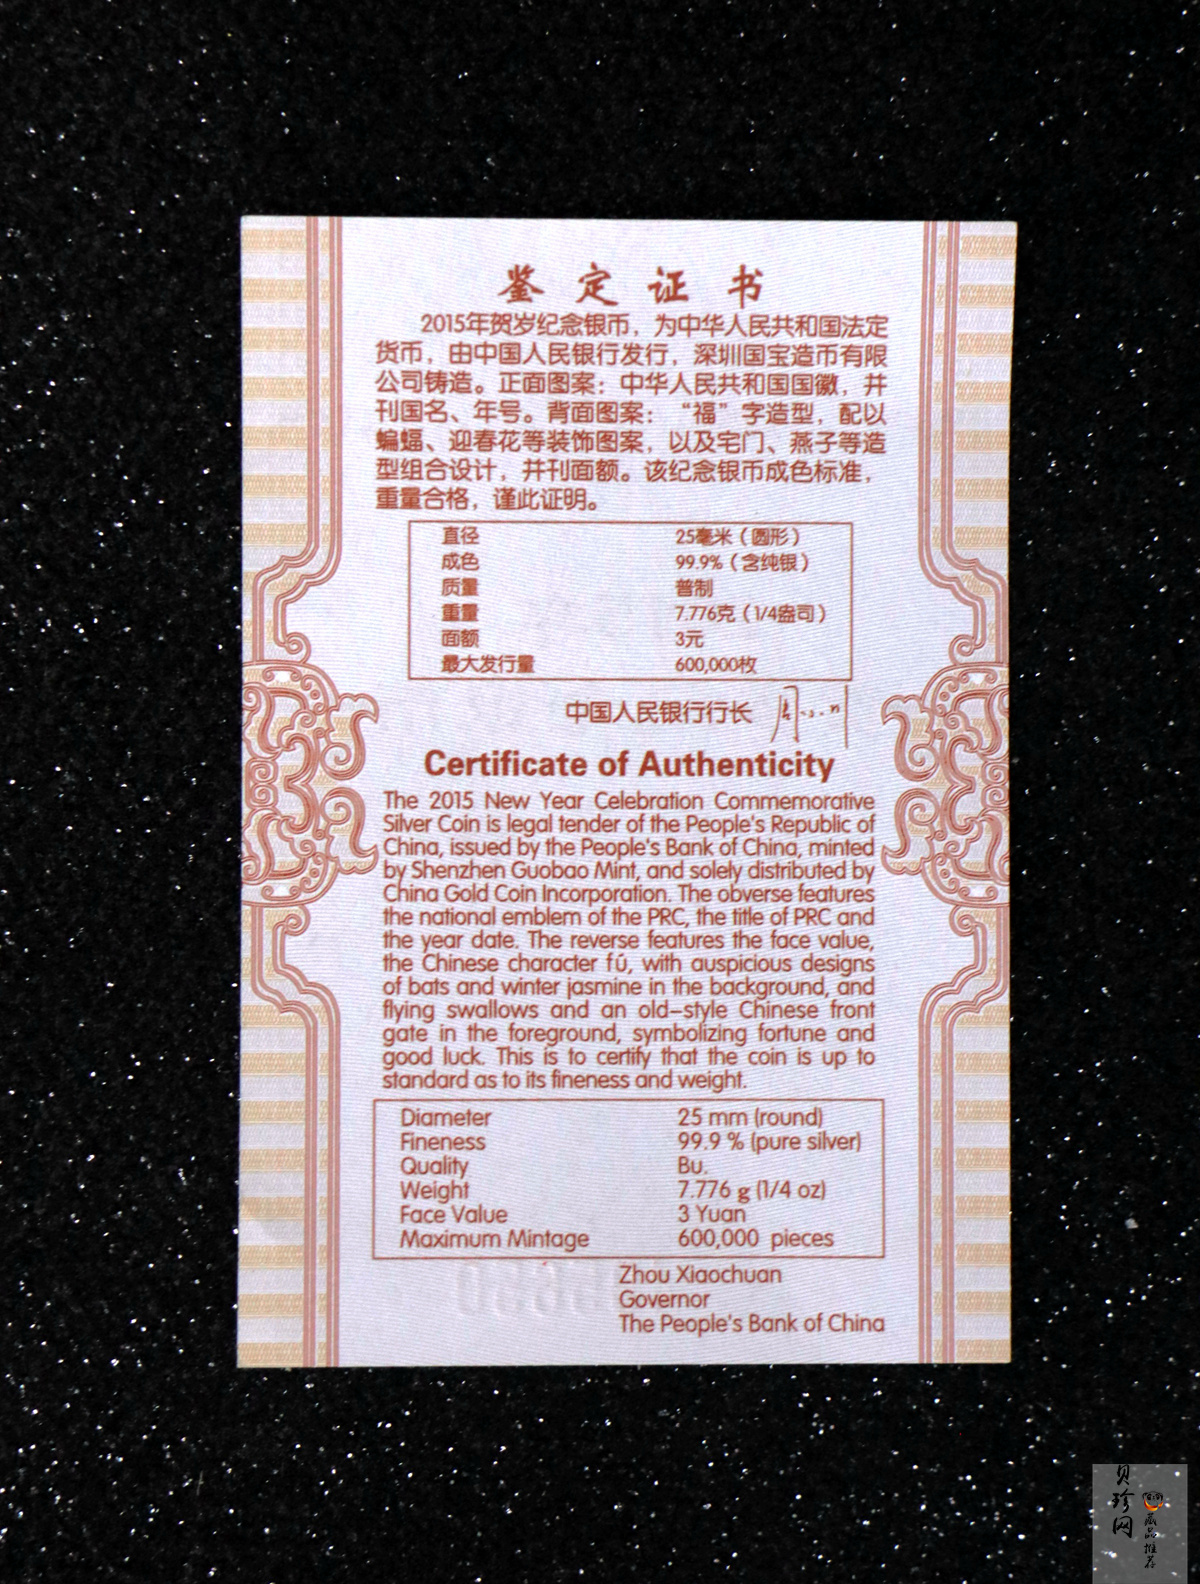 鉴定证书
2015年贺岁纪念银币，为中华人民共和国法定
货币，由中国人民银行发行，深圳国宝造币有限
公司铸造。正面图案：中华人民共和国国徽，并
刊国名、年号。背面图案：“福”字造型，配以
蝙蝠、迎春花等装饰图案，以及宅门、燕子等造
型组合设计，并刊面额。该纪念银币成色标准，
重量合格，谨此证明。
直径 25毫米（圆形）
成色 99.9%（含纯银）
质量 普制
重量 7.776克（1/4盎司）
面额 3元
最大发行量 600,000枚
中国人民银行行长
Certificate of Authenticity
The 2015 New Year Celebration Commemorative
Silver Coin is legal tender of the People's Republic of
China, issued by the People's Bank of China, minted
by Shenzhen Guobao Mint, and solely distributed by
China Gold Coin Incorporation. The obverse features
the national emblem of the PRC, the title of PRC and
the year date. The reverse features the face value,
the Chinese character fú, with auspicious designs
of bats and winter jasmine in the background, and
flying swallows and an old-style Chinese front
gate in the foreground, symbolizing fortune and
good luck. This is to certify that the coin is up to
standard as to its fineness and weight.
Diameter 25 mm (round)
Fineness 99.9 % (pure silver)
Quality Bu.
Weight 7.776 g (1/4 oz)
Face Value 3 Yuan
Maximum Mintage 600,000 pieces
Zhou Xiaochuan
Governor
The People's Bank of China
贝珍网
藏品推荐